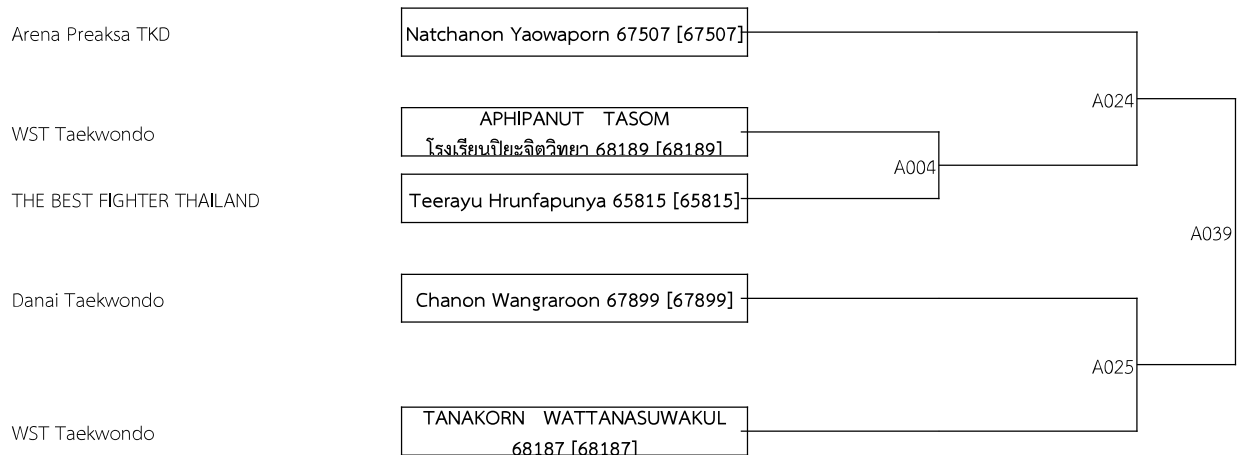 Arena Preaksa TKD
Natchanon Yaowaporn 67507 [67507]
A024
WST Taekwondo
APHIPANUT TASOM
โรงเรียนปิยะจิตวิทยา 68189 [68189]
A004
THE BEST FIGHTER THAILAND
Teerayu Hrunfapunya 65815 [65815]
A039
Danai Taekwondo
Chanon Wangraroon 67899 [67899]
A025
WST Taekwondo
TANAKORN WATTANASUWAKUL
68187 [68187]